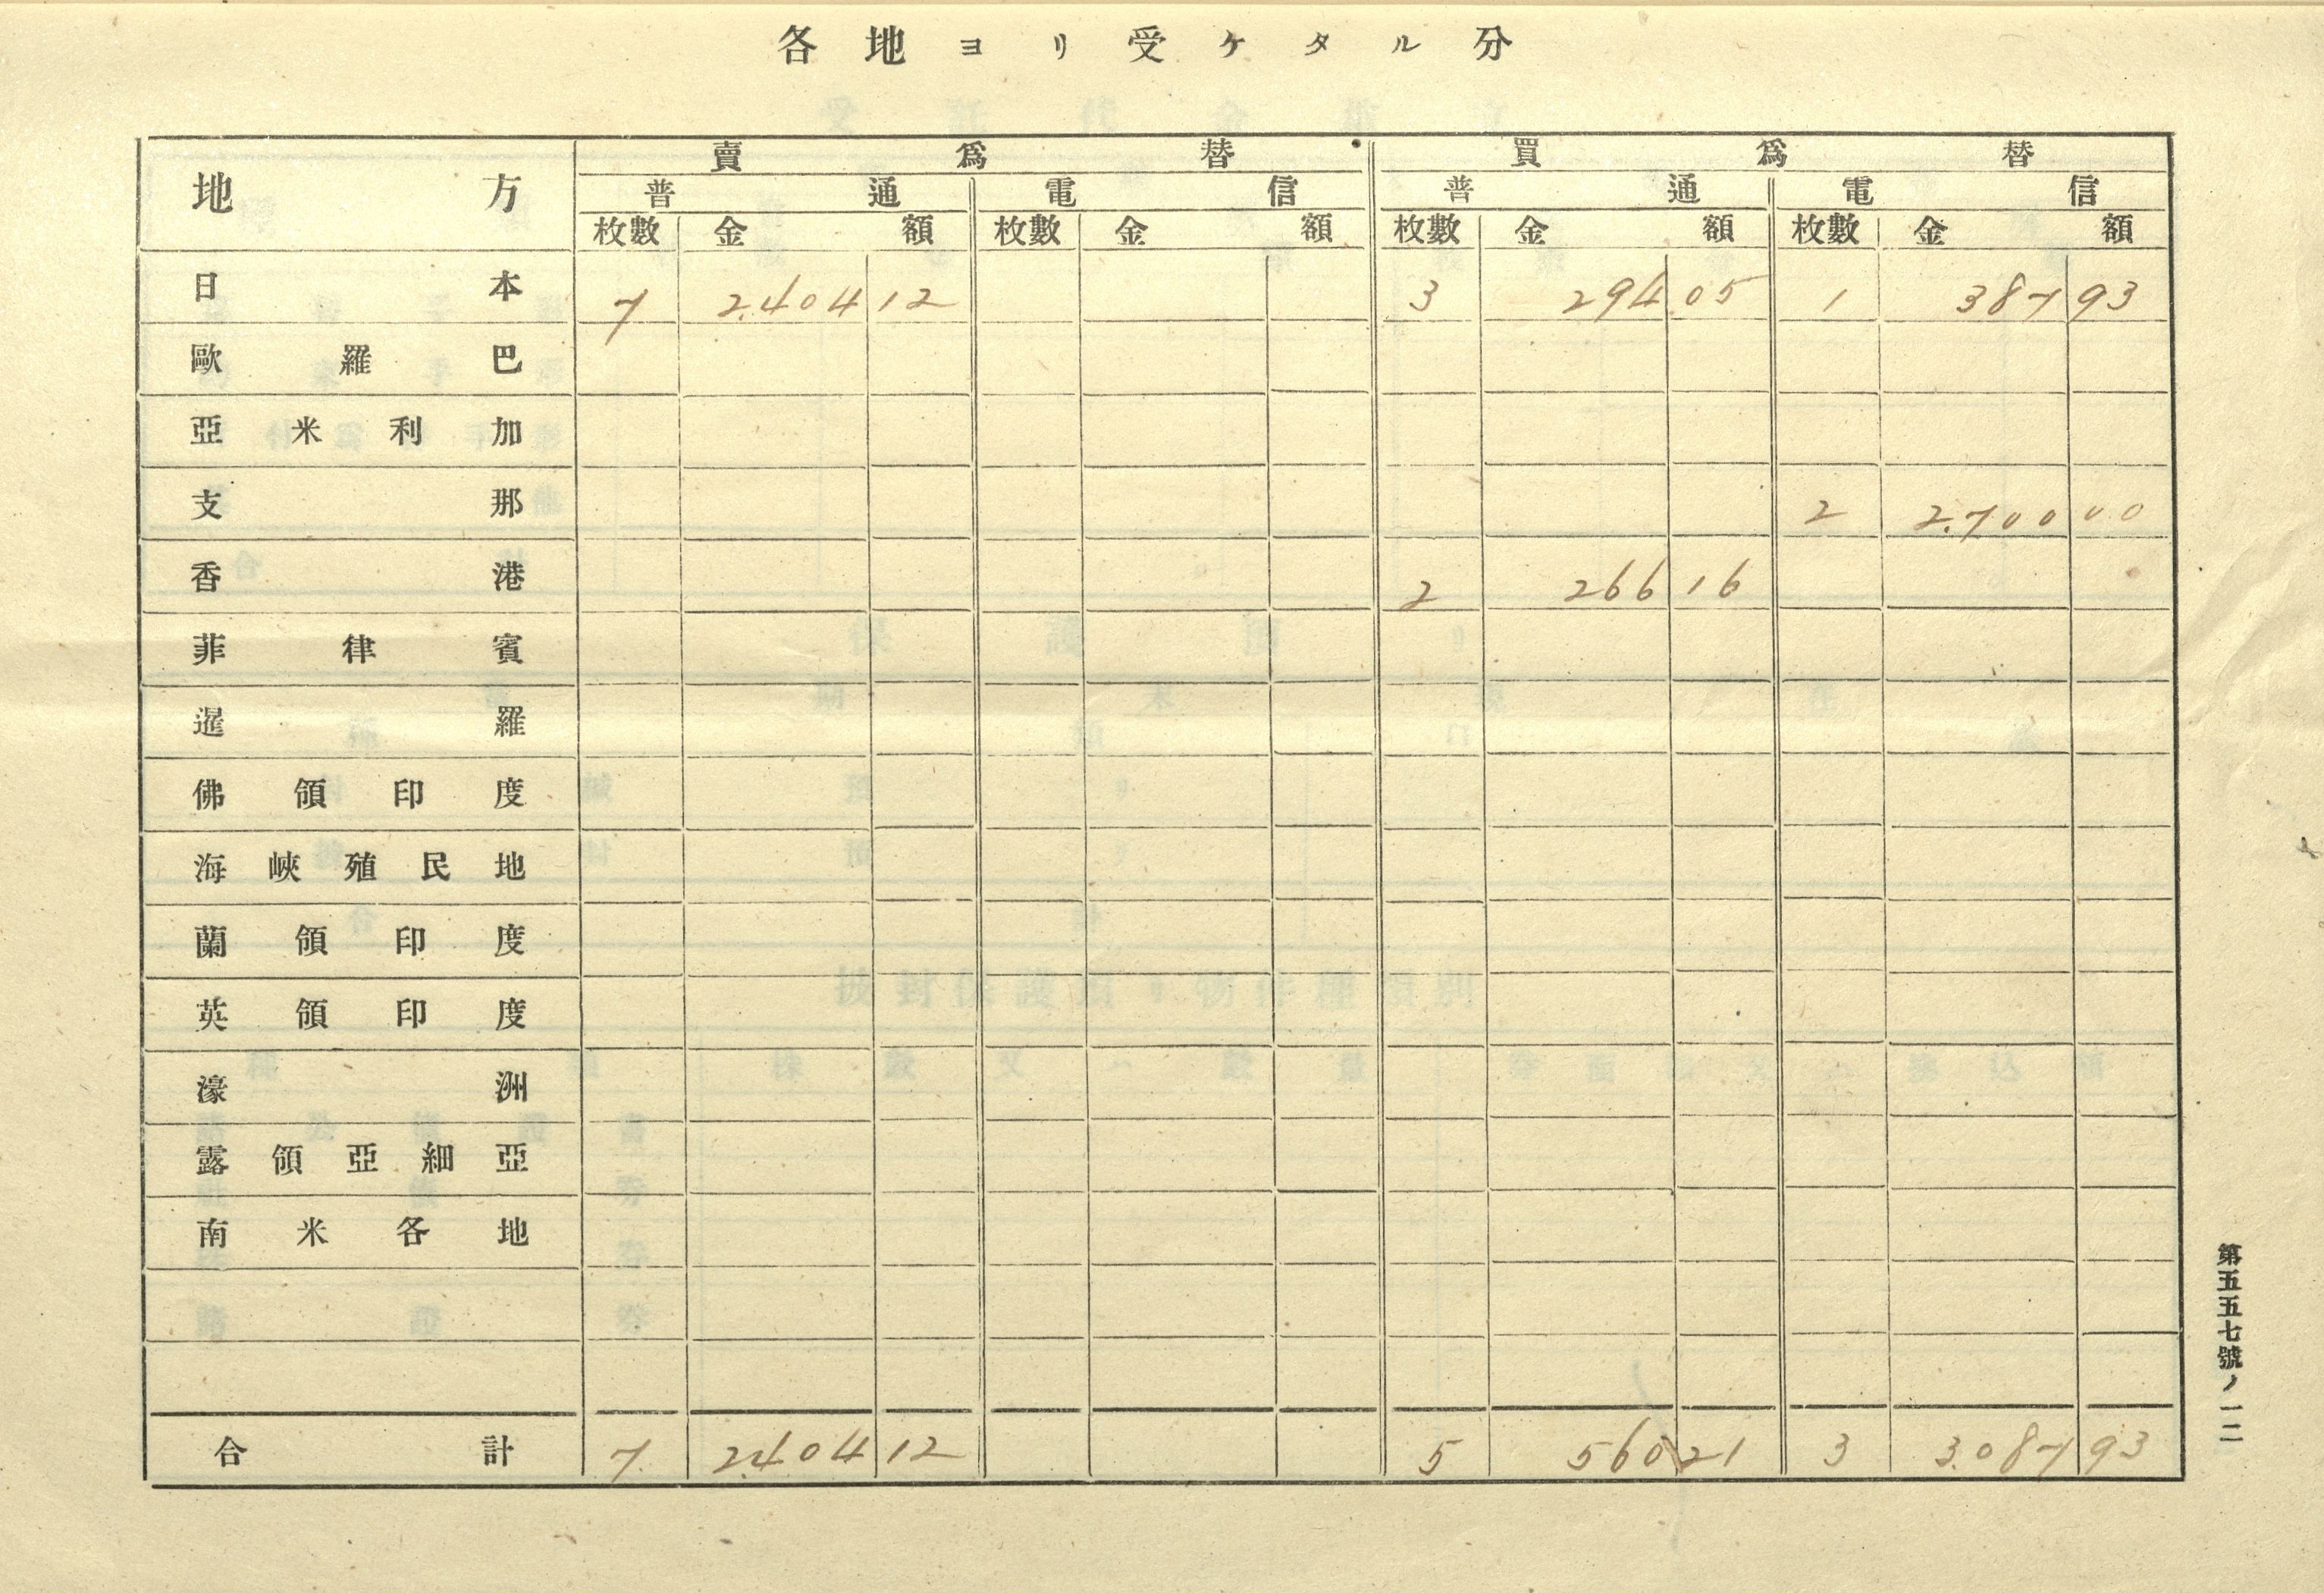 各地ヨリ受ケタル分
地方 賣爲替 買爲替
普通 電信 普通 電信
枚數 金額 枚數 金額 枚數 金額 枚數 金額
日本 7 2,404 12 3 294 05 1 387 93
歐羅巴
亞米利加
支那 2 2,700 00
香港 2 266 16
菲律賓
暹羅
佛領印度
海峽殖民地
蘭領印度
英領印度
濠洲
露領亞細亞
南米各地
合計 7 2,404 12 5 560 21 3 3,087 93
第五五七號ノ一二